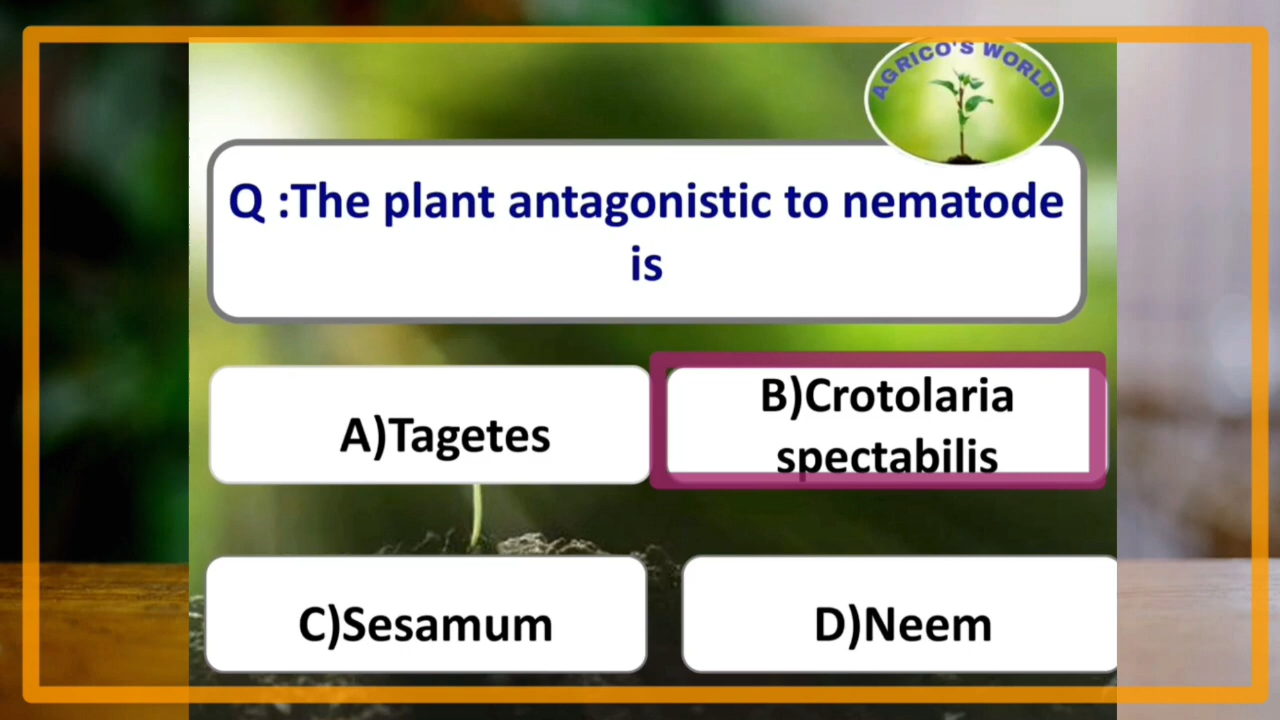 AGRICO'S WORLD
Q :The plant antagonistic to nematode
is
A)Tagetes
B)Crotolaria
spectabilis
C)Sesamum
D)Neem